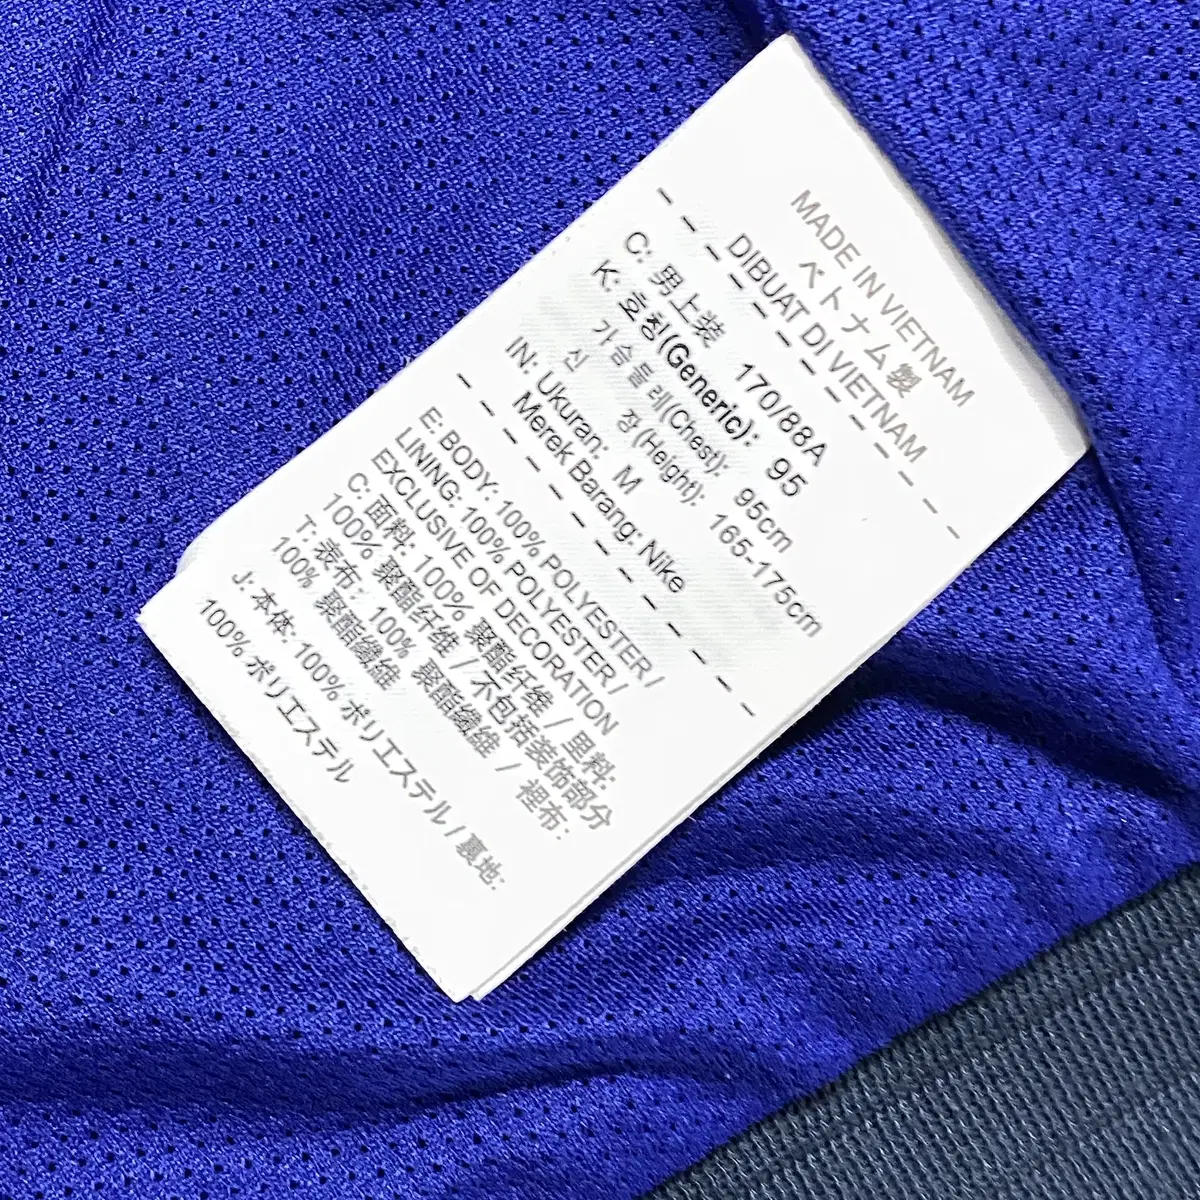 MADE IN VIETNAM
ベトナム製
DIBUAT DI VIETNAM
C: 男上装 170/88A
K: 호칭(Generic): 95
가슴둘레(Chest): 95cm
신 장(Height): 165-175cm
IN: Ukuran: M
Merek Barang: Nike
E: BODY: 100% POLYESTER /
LINING: 100% POLYESTER /
EXCLUSIVE OF DECORATION
C: 面料: 100% 聚酯纤维 / 里料:
100% 聚酯纤维 / 不包括装饰部分
T: 表布: 100% 聚酯纖維 / 裡布:
100% 聚酯纖維
J: 本体: 100% ポリエステル / 裏地:
100% ポリエステル